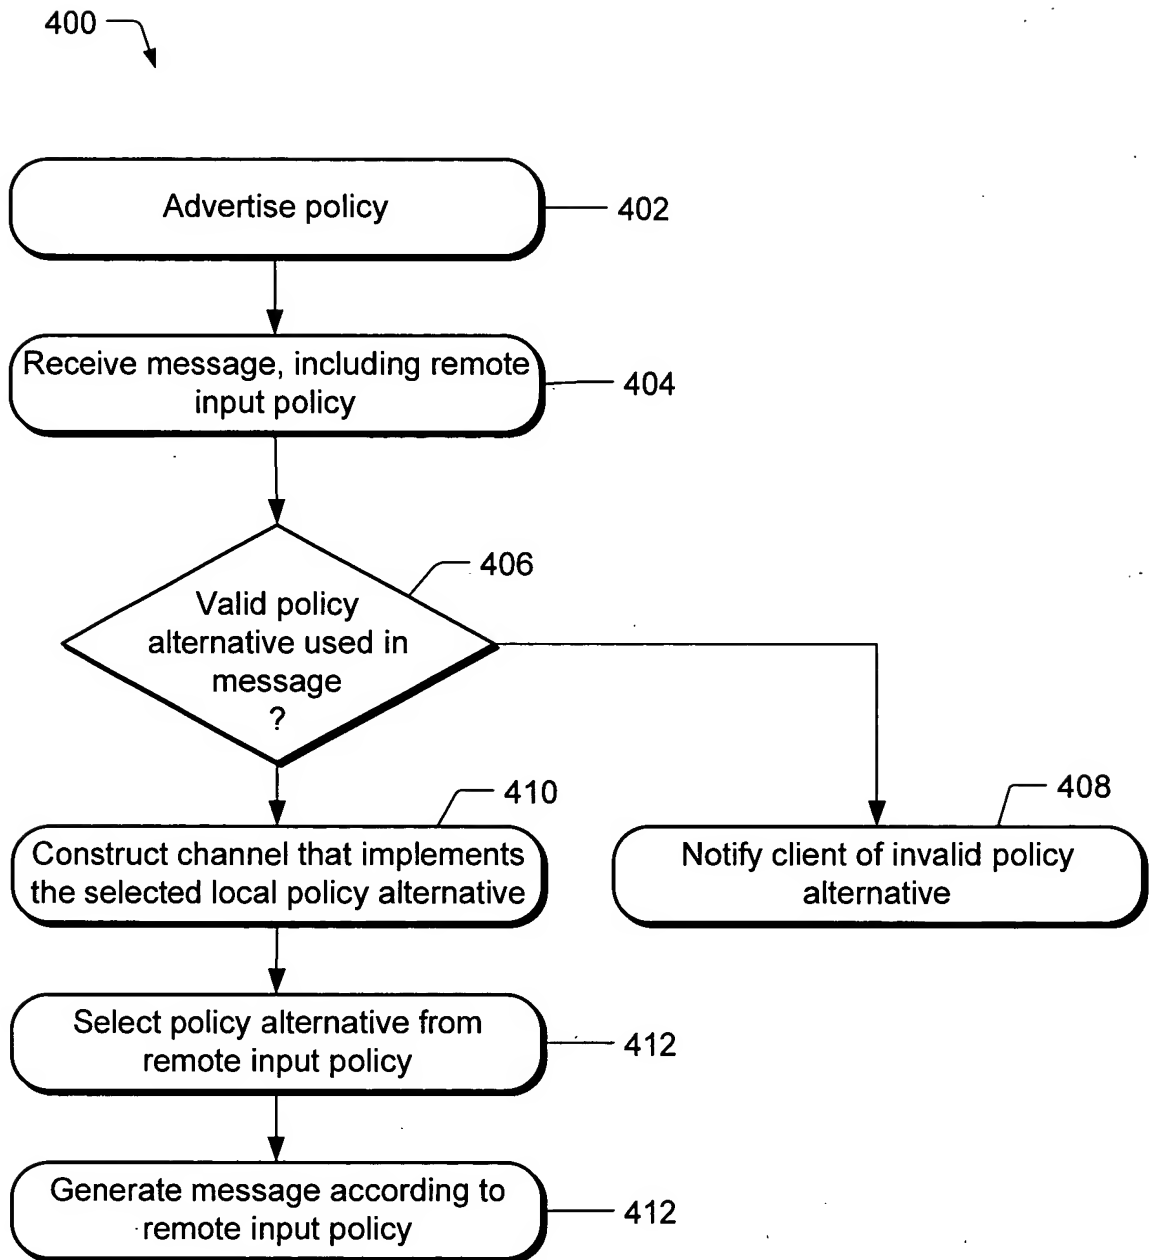 400
Advertise policy
402
Receive message, including remote
input policy
404
406
Valid policy
alternative used in
message
?
410
408
Construct channel that implements
the selected local policy alternative
Notify client of invalid policy
alternative
Select policy alternative from
remote input policy
412
Generate message according to
remote input policy
412